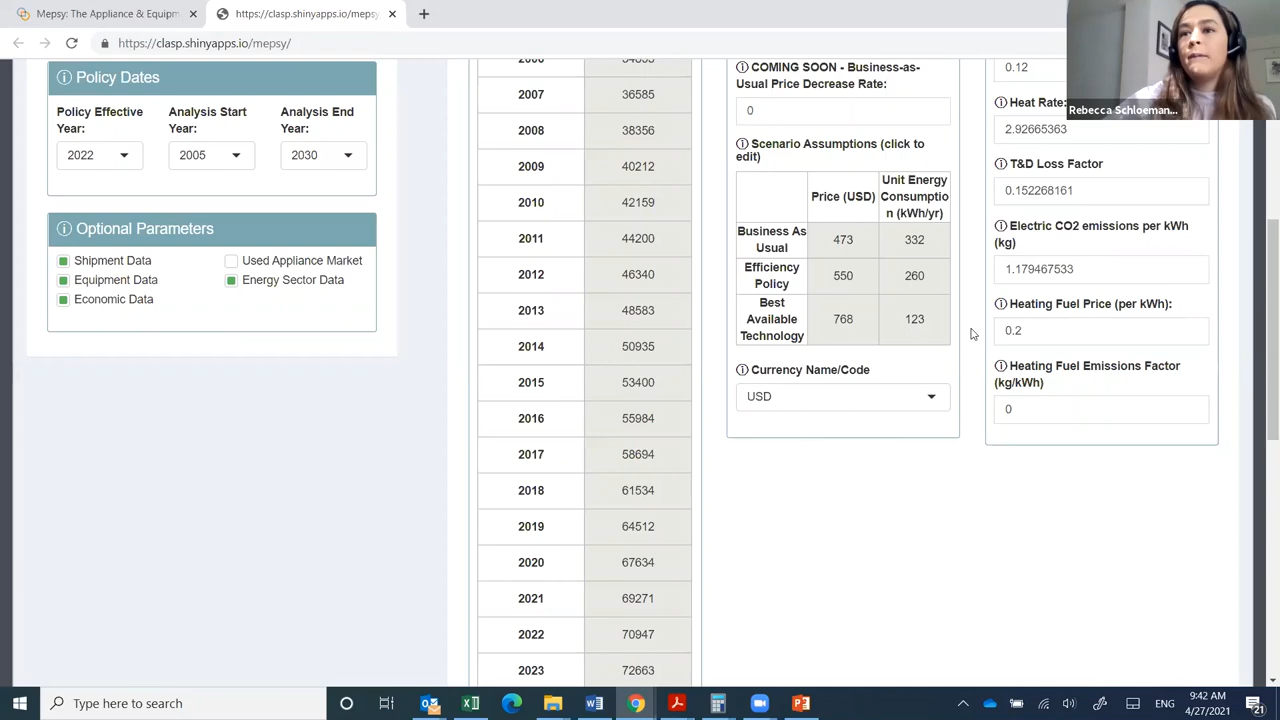 Mepsy: The Appliance & Equipm
https://clasp.shinyapps.io/mepsy
https://clasp.shinyapps.io/mepsy/
Rebecca Schloeman...
Policy Dates
Policy Effective Year:
Analysis Start Year:
Analysis End Year:
2022
2005
2030
Optional Parameters
Shipment Data
Used Appliance Market
Equipment Data
Energy Sector Data
Economic Data
2007 36585
2008 38356
2009 40212
2010 42159
2011 44200
2012 46340
2013 48583
2014 50935
2015 53400
2016 55984
2017 58694
2018 61534
2019 64512
2020 67634
2021 69271
2022 70947
2023 72663
COMING SOON - Business-as-
Usual Price Decrease Rate:
0
Scenario Assumptions (click to
edit)
Price (USD)
Unit Energy
Consumptio
n (kWh/yr)
Business As
Usual
473
332
Efficiency
Policy
550
260
Best
Available
Technology
768
123
Currency Name/Code
USD
0.12
Heat Rate:
2.92665363
T&D Loss Factor
0.152268161
Electric CO2 emissions per kWh
(kg)
1.179467533
Heating Fuel Price (per kWh):
0.2
Heating Fuel Emissions Factor
(kg/kWh)
0
Type here to search
ENG
9:42 AM
4/27/2021
21